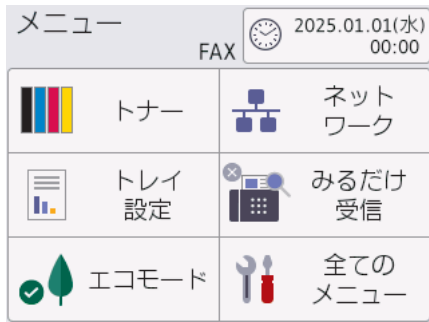 メニュー
FAX
2025.01.01(水)
00:00
トナー
ネット
ワーク
トレイ
設定
みるだけ
受信
エコモード
全ての
メニュー